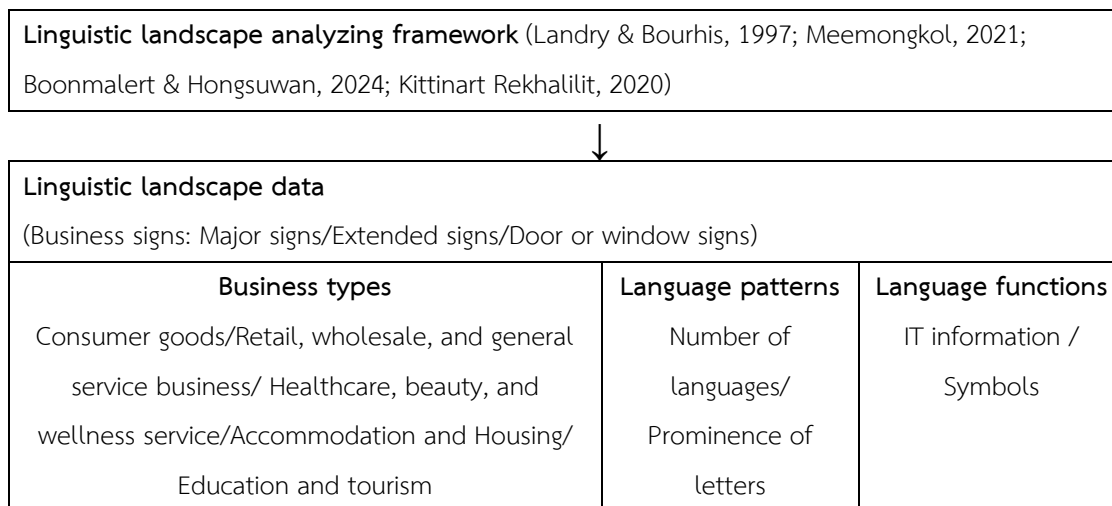 Linguistic landscape analyzing framework (Landry & Bourhis, 1997; Meemongkol, 2021;
Boonmalert & Hongsuwan, 2024; Kittinart Rekhalilit, 2020)
↓
Linguistic landscape data
(Business signs: Major signs/Extended signs/Door or window signs)
Business types
Consumer goods/Retail, wholesale, and general
service business/ Healthcare, beauty, and
wellness service/Accommodation and Housing/
Education and tourism
Language patterns
Number of
languages/
Prominence of
letters
Language functions
IT information /
Symbols